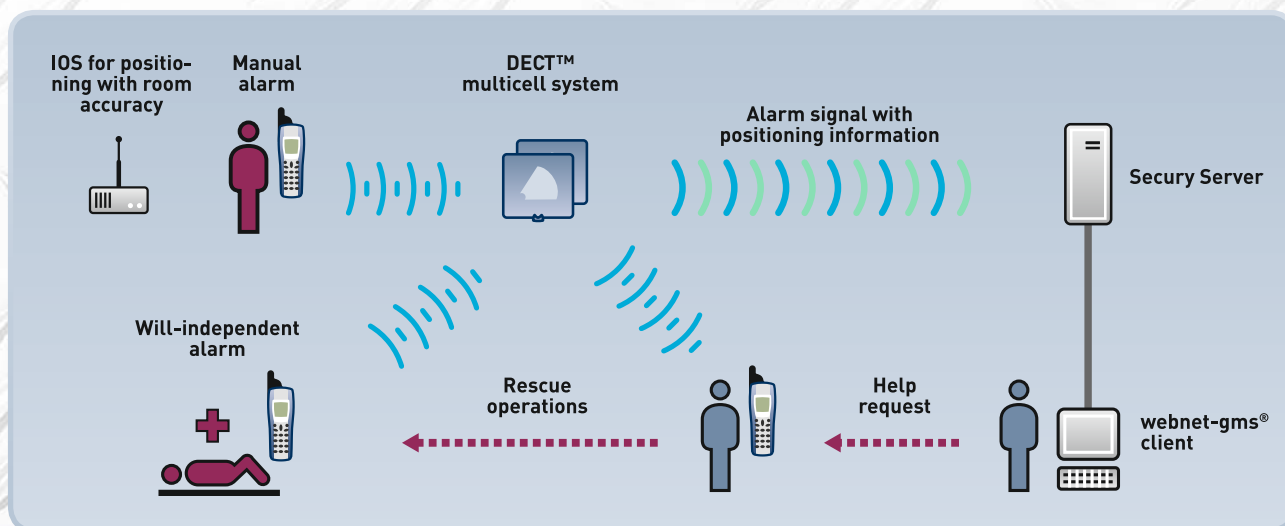 IOS for positio-
ning with room
accuracy
Manual
alarm
DECT™
multicell system
Alarm signal with
positioning information
Secury Server
Will-independent
alarm
Rescue
operations
Help
request
webnet-gms®
client